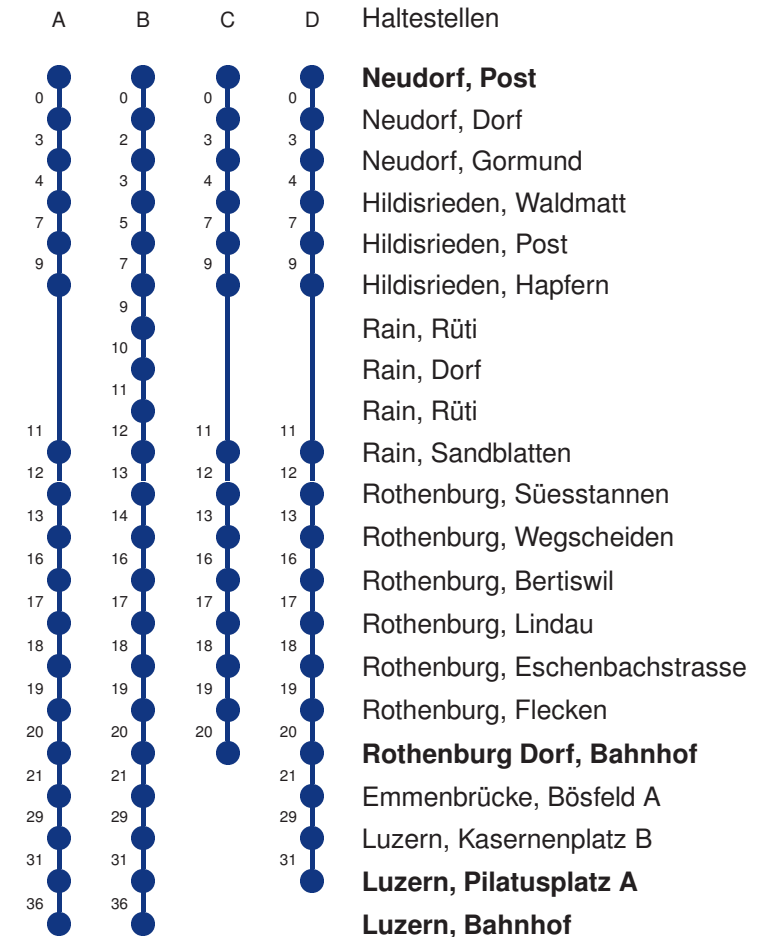 A B C D Haltestellen
Neudorf, Post
0 0 0 0
Neudorf, Dorf
3 2 3 3
Neudorf, Gormund
4 3 4 4
Hildisrieden, Waldmatt
7 5 7 7
Hildisrieden, Post
9 7 9 9
Hildisrieden, Hapfern
9
Rain, Rüti
10
Rain, Dorf
11
Rain, Rüti
11 12 11 11
Rain, Sandblatten
12 13 12 12
Rothenburg, Süesstannen
13 14 13 13
Rothenburg, Wegscheiden
16 16 16 16
Rothenburg, Bertiswil
17 17 17 17
Rothenburg, Lindau
18 18 18 18
Rothenburg, Eschenbachstrasse
19 19 19 19
Rothenburg, Flecken
20 20 20 20
Rothenburg Dorf, Bahnhof
21 21 21
Emmenbrücke, Bösfeld A
29 29 29
Luzern, Kasernenplatz B
31 31 31
Luzern, Pilatusplatz A
36 36
Luzern, Bahnhof